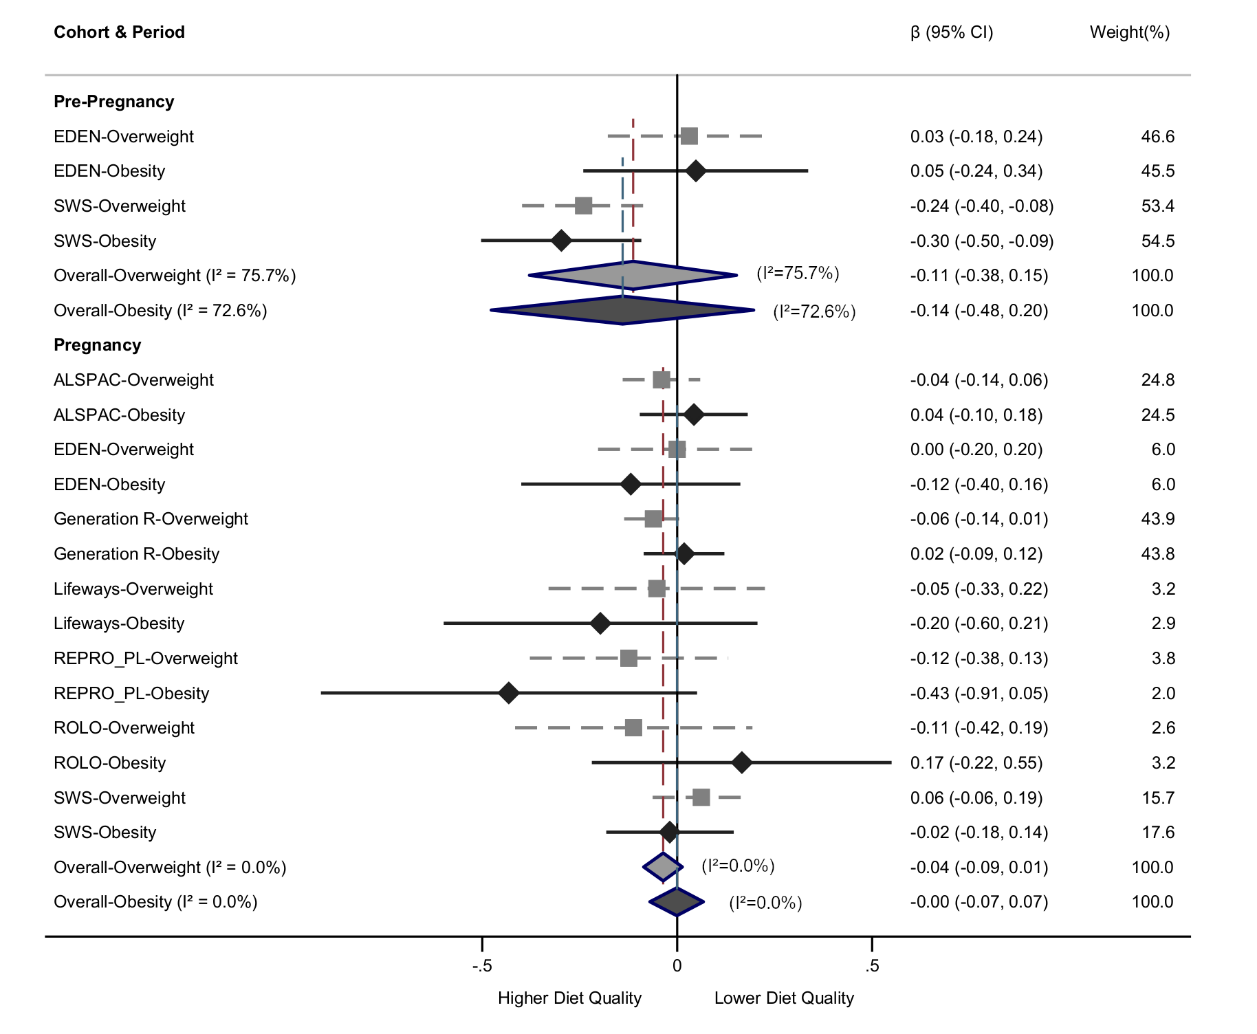 Cohort & Period β (95% CI) Weight(%)
Pre-Pregnancy
EDEN-Overweight 0.03 (-0.18, 0.24) 46.6
EDEN-Obesity 0.05 (-0.24, 0.34) 45.5
SWS-Overweight -0.24 (-0.40, -0.08) 53.4
SWS-Obesity -0.30 (-0.50, -0.09) 54.5
Overall-Overweight (I² = 75.7%) (I²=75.7%) -0.11 (-0.38, 0.15) 100.0
Overall-Obesity (I² = 72.6%) (I²=72.6%) -0.14 (-0.48, 0.20) 100.0
Pregnancy
ALSPAC-Overweight -0.04 (-0.14, 0.06) 24.8
ALSPAC-Obesity 0.04 (-0.10, 0.18) 24.5
EDEN-Overweight 0.00 (-0.20, 0.20) 6.0
EDEN-Obesity -0.12 (-0.40, 0.16) 6.0
Generation R-Overweight -0.06 (-0.14, 0.01) 43.9
Generation R-Obesity 0.02 (-0.09, 0.12) 43.8
Lifeways-Overweight -0.05 (-0.33, 0.22) 3.2
Lifeways-Obesity -0.20 (-0.60, 0.21) 2.9
REPRO_PL-Overweight -0.12 (-0.38, 0.13) 3.8
REPRO_PL-Obesity -0.43 (-0.91, 0.05) 2.0
ROLO-Overweight -0.11 (-0.42, 0.19) 2.6
ROLO-Obesity 0.17 (-0.22, 0.55) 3.2
SWS-Overweight 0.06 (-0.06, 0.19) 15.7
SWS-Obesity -0.02 (-0.18, 0.14) 17.6
Overall-Overweight (I² = 0.0%) (I²=0.0%) -0.04 (-0.09, 0.01) 100.0
Overall-Obesity (I² = 0.0%) (I²=0.0%) -0.00 (-0.07, 0.07) 100.0
-.5 0 .5
Higher Diet Quality Lower Diet Quality